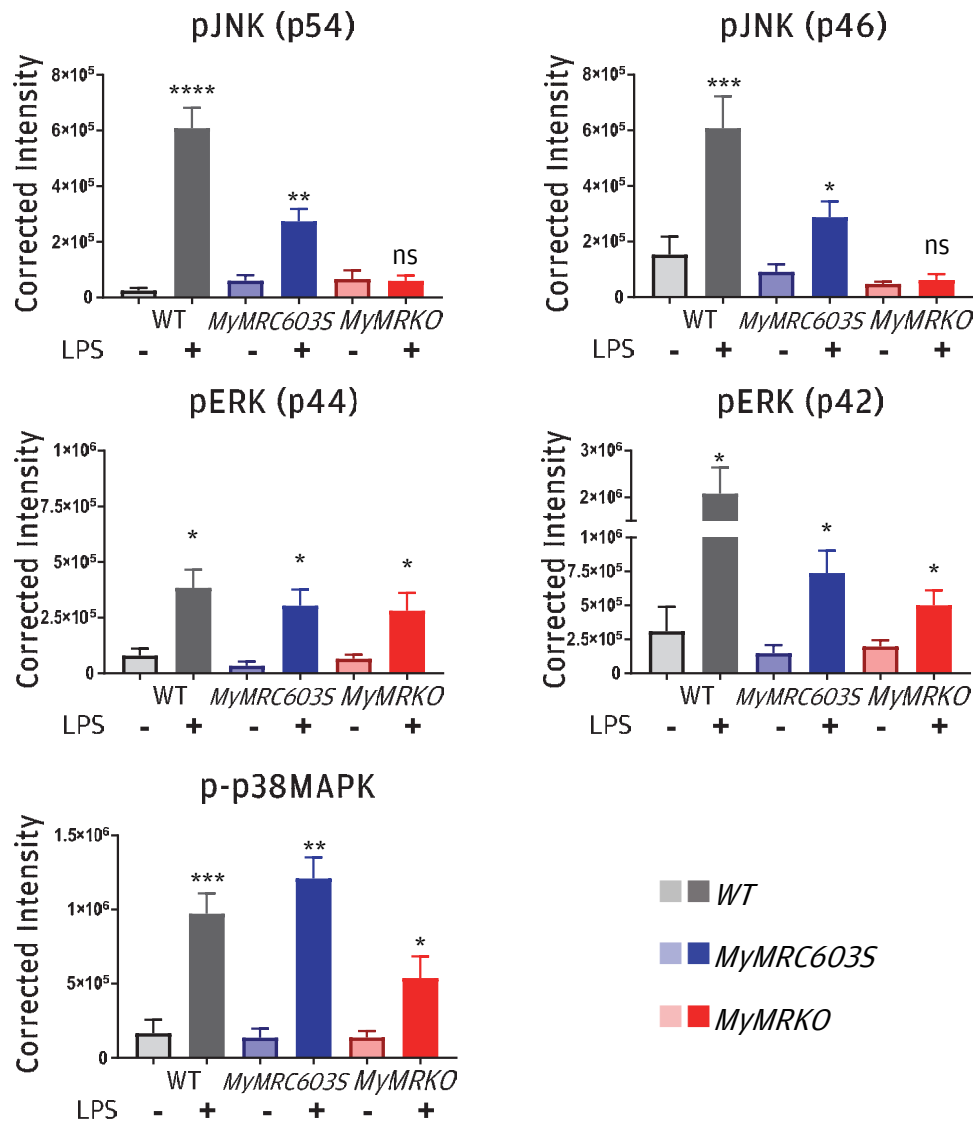 pJNK (p54)
Corrected Intensity
8×10⁵
6×10⁵
4×10⁵
2×10⁵
0
****
**
ns
WT MyMRC603S MyMRKO
LPS - + - + - +
pJNK (p46)
Corrected Intensity
8×10⁵
6×10⁵
4×10⁵
2×10⁵
0
***
*
ns
WT MyMRC603S MyMRKO
LPS - + - + - +
pERK (p44)
Corrected Intensity
1×10⁶
7.5×10⁵
5×10⁵
2.5×10⁵
0
* * *
WT MyMRC603S MyMRKO
LPS - + - + - +
pERK (p42)
Corrected Intensity
3×10⁶
2×10⁶
1×10⁶
7.5×10⁵
5×10⁵
2.5×10⁵
0
*
*
*
WT MyMRC603S MyMRKO
LPS - + - + - +
p-p38MAPK
Corrected Intensity
1.5×10⁶
1×10⁶
5×10⁵
0
***
**
*
WT MyMRC603S MyMRKO
LPS - + - + - +
WT
MyMRC603S
MyMRKO